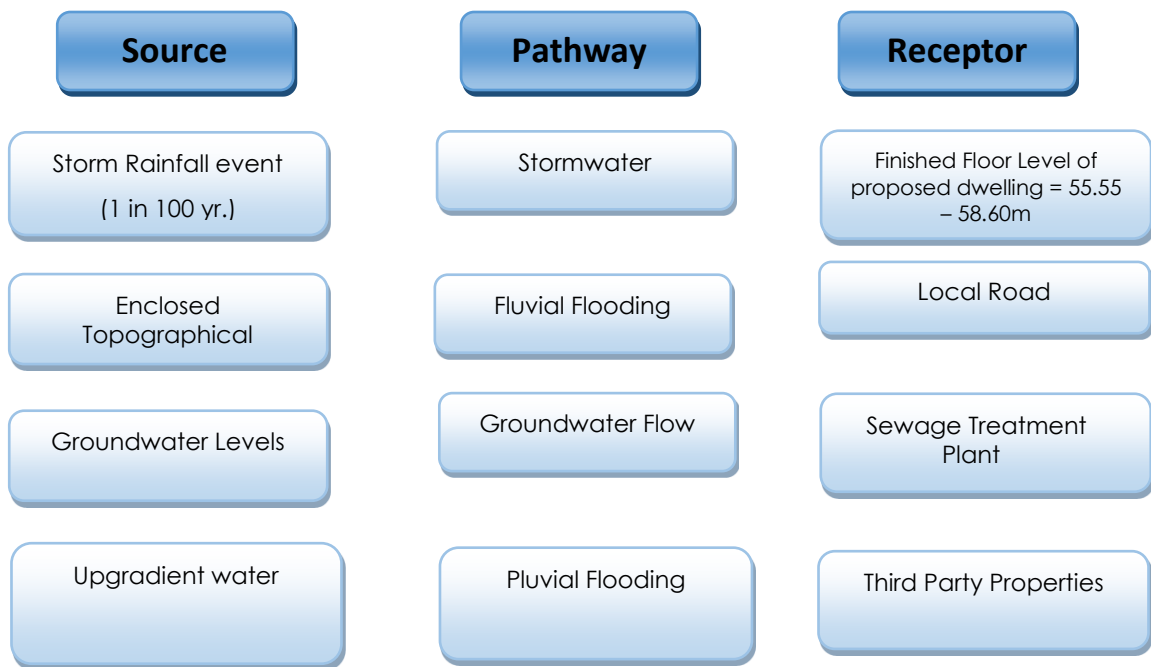 Source
Pathway
Receptor
Storm Rainfall event
(1 in 100 yr.)
Stormwater
Finished Floor Level of
proposed dwelling = 55.55
– 58.60m
Enclosed
Topographical
Fluvial Flooding
Local Road
Groundwater Levels
Groundwater Flow
Sewage Treatment
Plant
Upgradient water
Pluvial Flooding
Third Party Properties